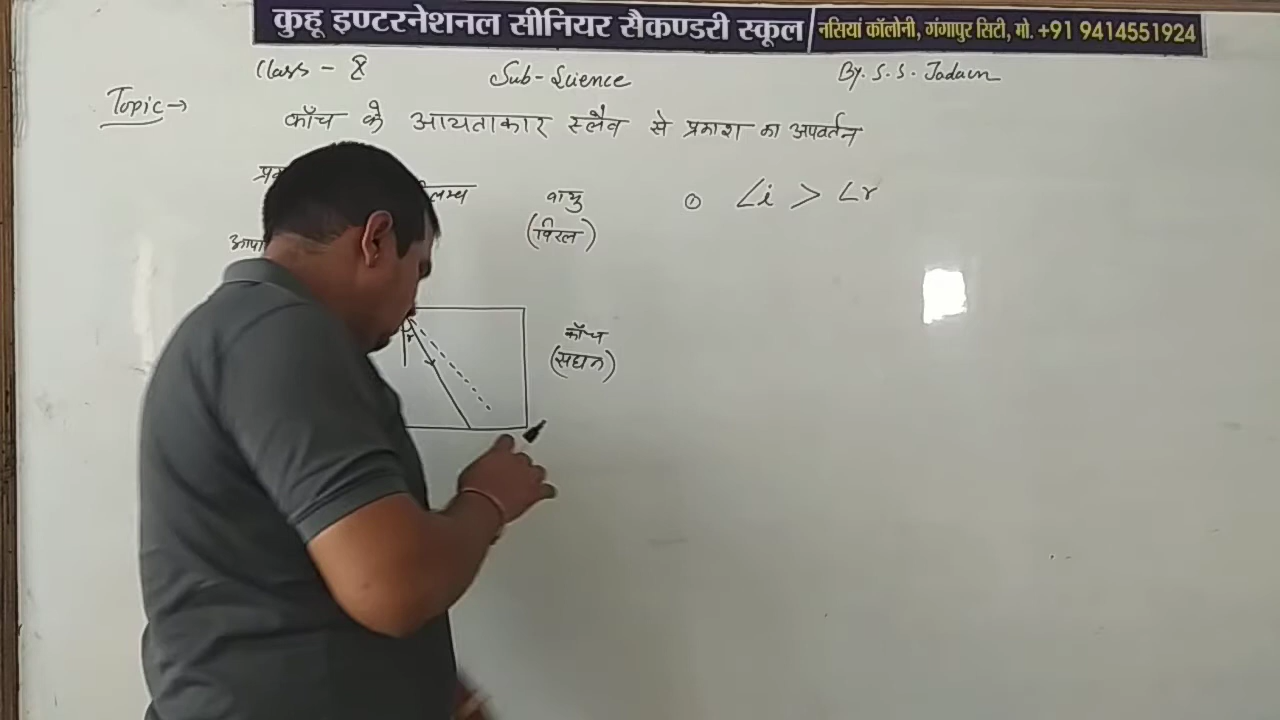 कुहू इण्टरनेशनल सीनियर सैकण्डरी स्कूल नसियां कॉलोनी, गंगापुर सिटी, मो. +91 9414551924
Class - 8 Sub-Science By. S. S. Jadaun
Topic→ काँच के आयताकार स्लैब से प्रकाश का अपवर्तन
वायु
(विरल)
① ∠i > ∠r
r
काँच
(सघन)